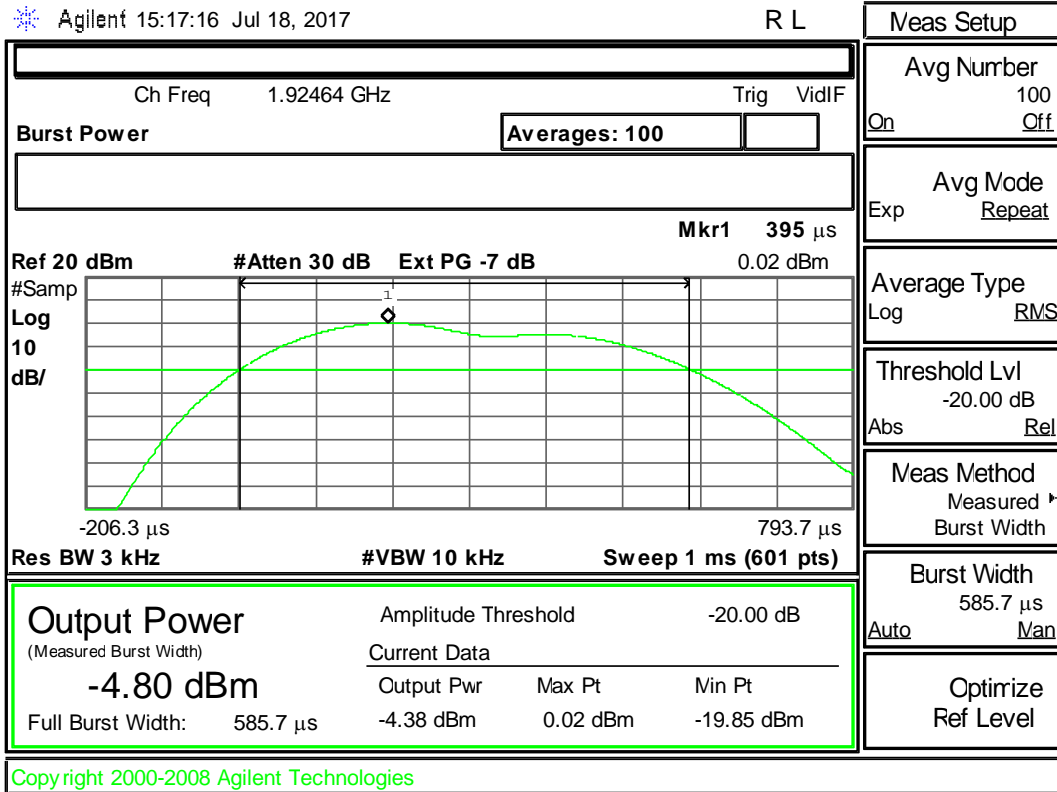 Agilent 15:17:16 Jul 18, 2017 R L
Ch Freq 1.92464 GHz Trig VidIF
Burst Power Averages: 100
Mkr1 395 μs
Ref 20 dBm #Atten 30 dB Ext PG -7 dB 0.02 dBm
#Samp
Log
10
dB/
1
-206.3 μs 793.7 μs
Res BW 3 kHz #VBW 10 kHz Sweep 1 ms (601 pts)
Output Power
(Measured Burst Width)
-4.80 dBm
Full Burst Width: 585.7 μs
Amplitude Threshold -20.00 dB
Current Data
Output Pwr Max Pt Min Pt
-4.38 dBm 0.02 dBm -19.85 dBm
Copyright 2000-2008 Agilent Technologies
Meas Setup
Avg Number
100
On Off
Avg Mode
Exp Repeat
Average Type
Log RMS
Threshold Lvl
-20.00 dB
Abs Rel
Meas Method
Measured
Burst Width
Burst Width
585.7 μs
Auto Man
Optimize
Ref Level